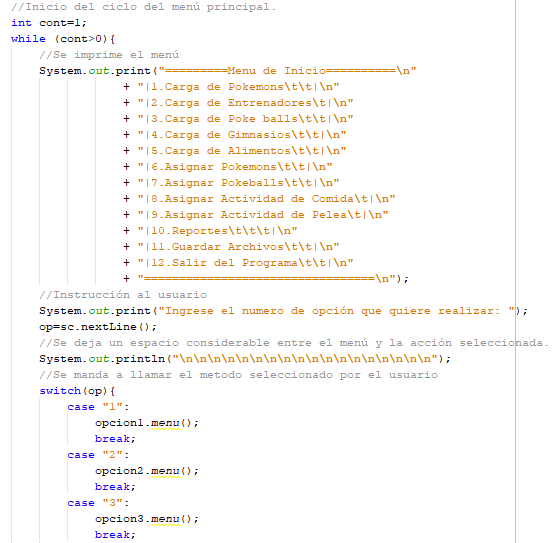 //Inicio del ciclo del menú principal.
int cont=1;
while (cont>0){
//Se imprime el menú
System.out.print("=========Menu de Inicio==========\n"
+ "|1.Carga de Pokemons\t\t|\n"
+ "|2.Carga de Entrenadores\t|\n"
+ "|3.Carga de Poke balls\t\t|\n"
+ "|4.Carga de Gimnasios\t\t|\n"
+ "|5.Carga de Alimentos\t\t|\n"
+ "|6.Asignar Pokemons\t\t|\n"
+ "|7.Asignar Pokeballs\t\t|\n"
+ "|8.Asignar Actividad de Comida\t|\n"
+ "|9.Asignar Actividad de Pelea\t|\n"
+ "|10.Reportes\t\t\t|\n"
+ "|11.Guardar Archivos\t\t|\n"
+ "|12.Salir del Programa\t\t|\n"
+ "=================================\n");
//Instrucción al usuario
System.out.print("Ingrese el numero de opción que quiere realizar: ");
op=sc.nextLine();
//Se deja un espacio considerable entre el menú y la acción seleccionada.
System.out.println("\n\n\n\n\n\n\n\n\n\n\n\n\n\n\n\n\n\n");
//Se manda a llamar el metodo seleccionado por el usuario
switch(op){
case "1":
opcion1.menu();
break;
case "2":
opcion2.menu();
break;
case "3":
opcion3.menu();
break;